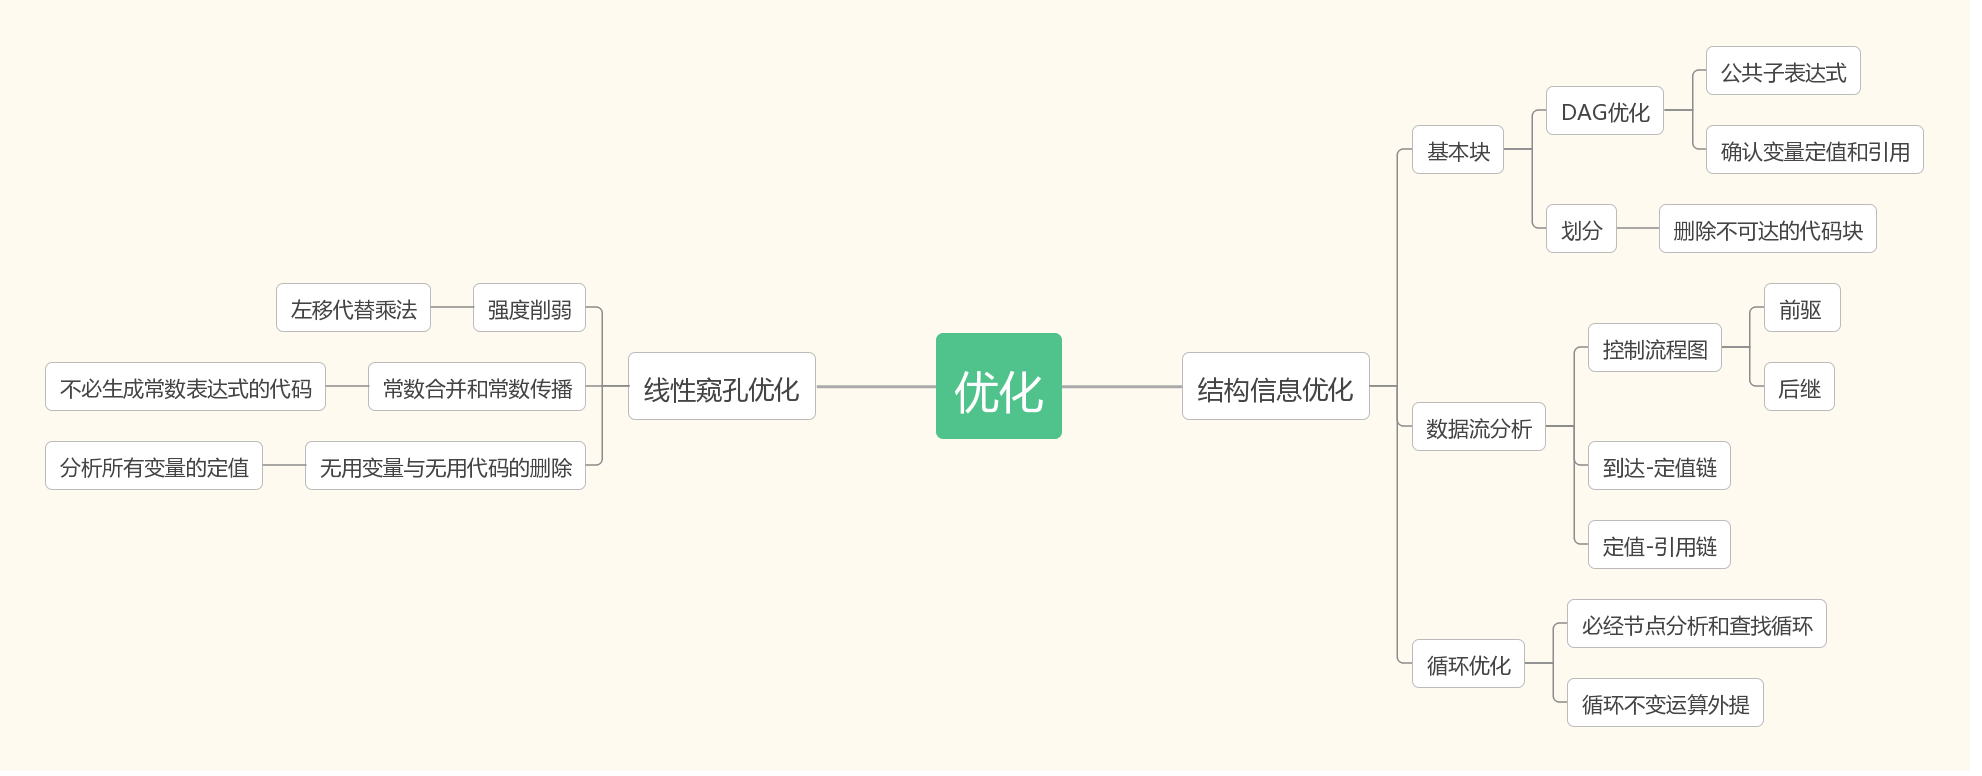 优化
线性窥孔优化
强度削弱
左移代替乘法
常数合并和常数传播
不必生成常数表达式的代码
无用变量与无用代码的删除
分析所有变量的定值
结构信息优化
基本块
DAG优化
公共子表达式
确认变量定值和引用
划分
删除不可达的代码块
数据流分析
控制流程图
前驱
后继
到达-定值链
定值-引用链
循环优化
必经节点分析和查找循环
循环不变运算外提